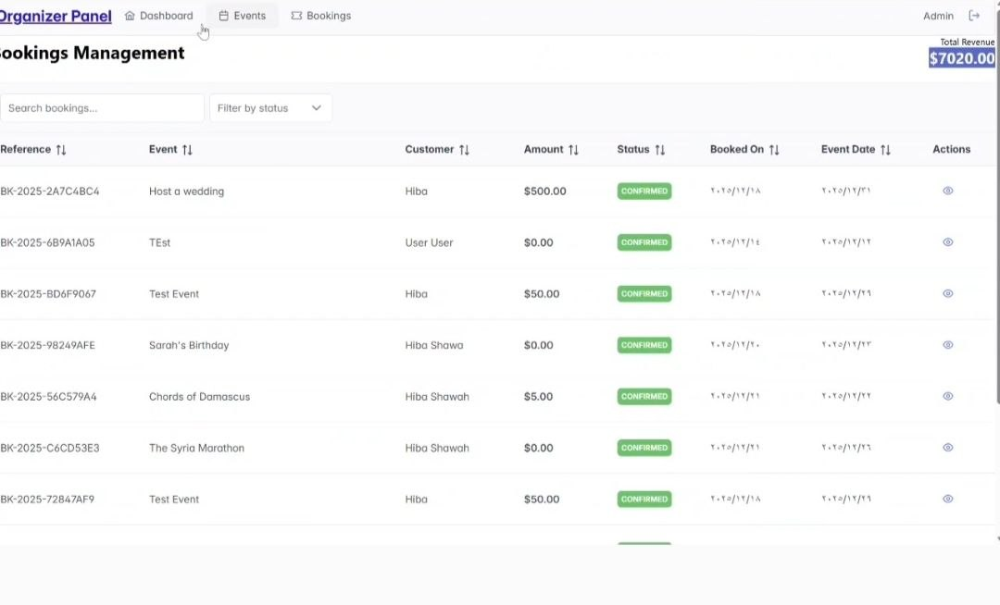 Organizer Panel Dashboard Events Bookings Admin
ookings Management
Total Revenue
$7020.00
Search bookings... Filter by status
Reference Event Customer Amount Status Booked On Event Date Actions
BK-2025-2A7C4BC4 Host a wedding Hiba $500.00 CONFIRMED ٢٠٢٥/١٢/١٨ ٢٠٢٥/١٢/٣١
BK-2025-6B9A1A05 TEst User User $0.00 CONFIRMED ٢٠٢٥/١٢/١٤ ٢٠٢٥/١٢/١٢
BK-2025-BD6F9067 Test Event Hiba $50.00 CONFIRMED ٢٠٢٥/١٢/١٨ ٢٠٢٥/١٢/٢٩
BK-2025-98249AFE Sarah's Birthday Hiba Shawa $0.00 CONFIRMED ٢٠٢٥/١٢/٢٠ ٢٠٢٥/١٢/٢٣
BK-2025-56C579A4 Chords of Damascus Hiba Shawah $5.00 CONFIRMED ٢٠٢٥/١٢/٢١ ٢٠٢٥/١٢/٢٢
BK-2025-C6CD53E3 The Syria Marathon Hiba Shawah $0.00 CONFIRMED ٢٠٢٥/١٢/٢١ ٢٠٢٥/١٢/٢٦
BK-2025-72847AF9 Test Event Hiba $50.00 CONFIRMED ٢٠٢٥/١٢/١٨ ٢٠٢٥/١٢/٢٩